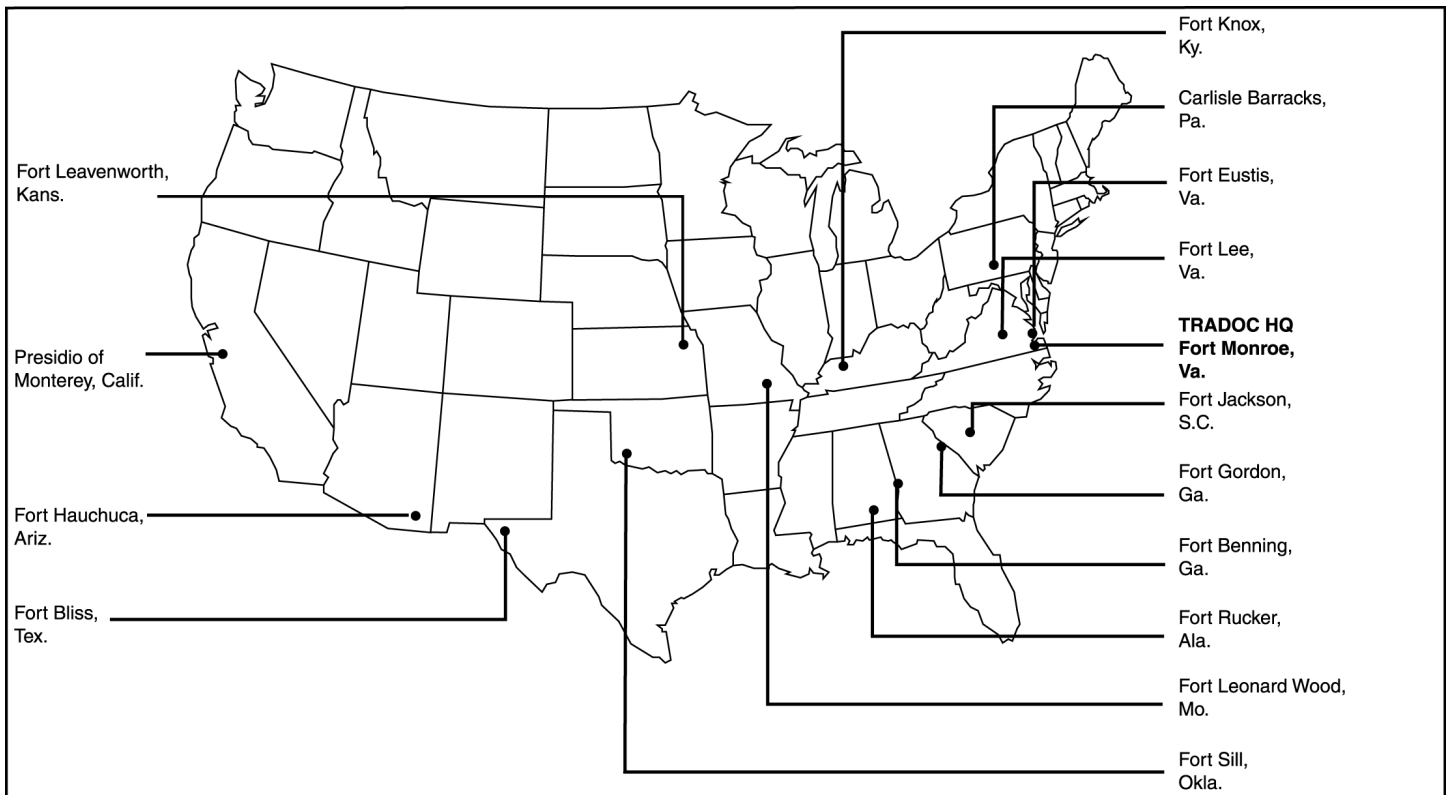 Fort Leavenworth,
Kans.
Presidio of
Monterey, Calif.
Fort Hauchuca,
Ariz.
Fort Bliss,
Tex.
Fort Knox,
Ky.
Carlisle Barracks,
Pa.
Fort Eustis,
Va.
Fort Lee,
Va.
TRADOC HQ
Fort Monroe,
Va.
Fort Jackson,
S.C.
Fort Gordon,
Ga.
Fort Benning,
Ga.
Fort Rucker,
Ala.
Fort Leonard Wood,
Mo.
Fort Sill,
Okla.